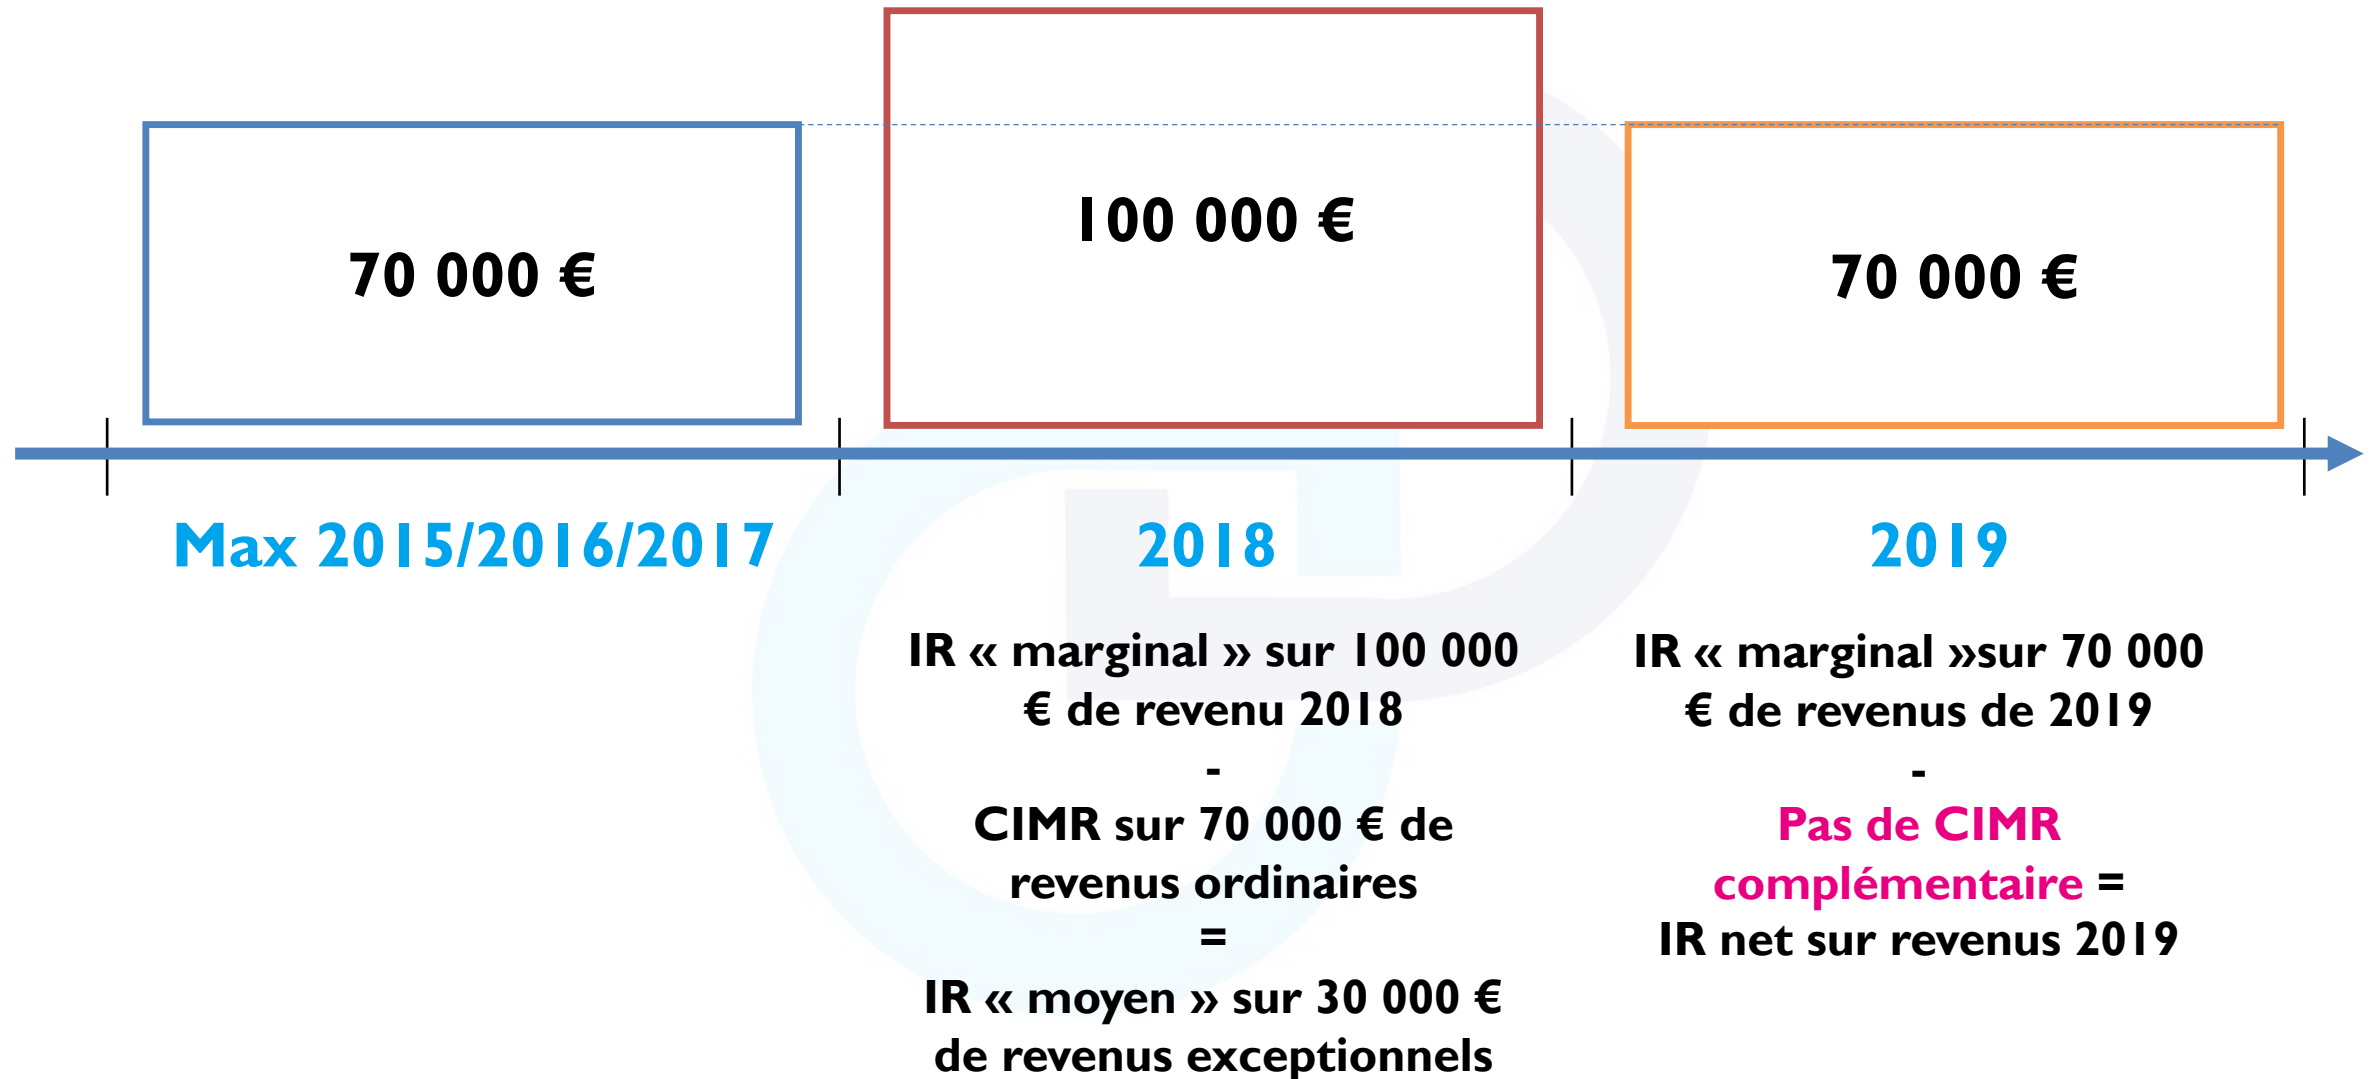 70 000 €
100 000 €
70 000 €
Max 2015/2016/2017
2018
2019
IR « marginal » sur 100 000
€ de revenu 2018
-
CIMR sur 70 000 € de
revenus ordinaires
=
IR « moyen » sur 30 000 €
de revenus exceptionnels
IR « marginal »sur 70 000
€ de revenus de 2019
-
Pas de CIMR
complémentaire =
IR net sur revenus 2019